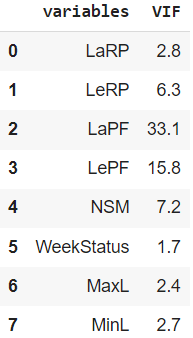 variables VIF
0 LaRP 2.8
1 LeRP 6.3
2 LaPF 33.1
3 LePF 15.8
4 NSM 7.2
5 WeekStatus 1.7
6 MaxL 2.4
7 MinL 2.7